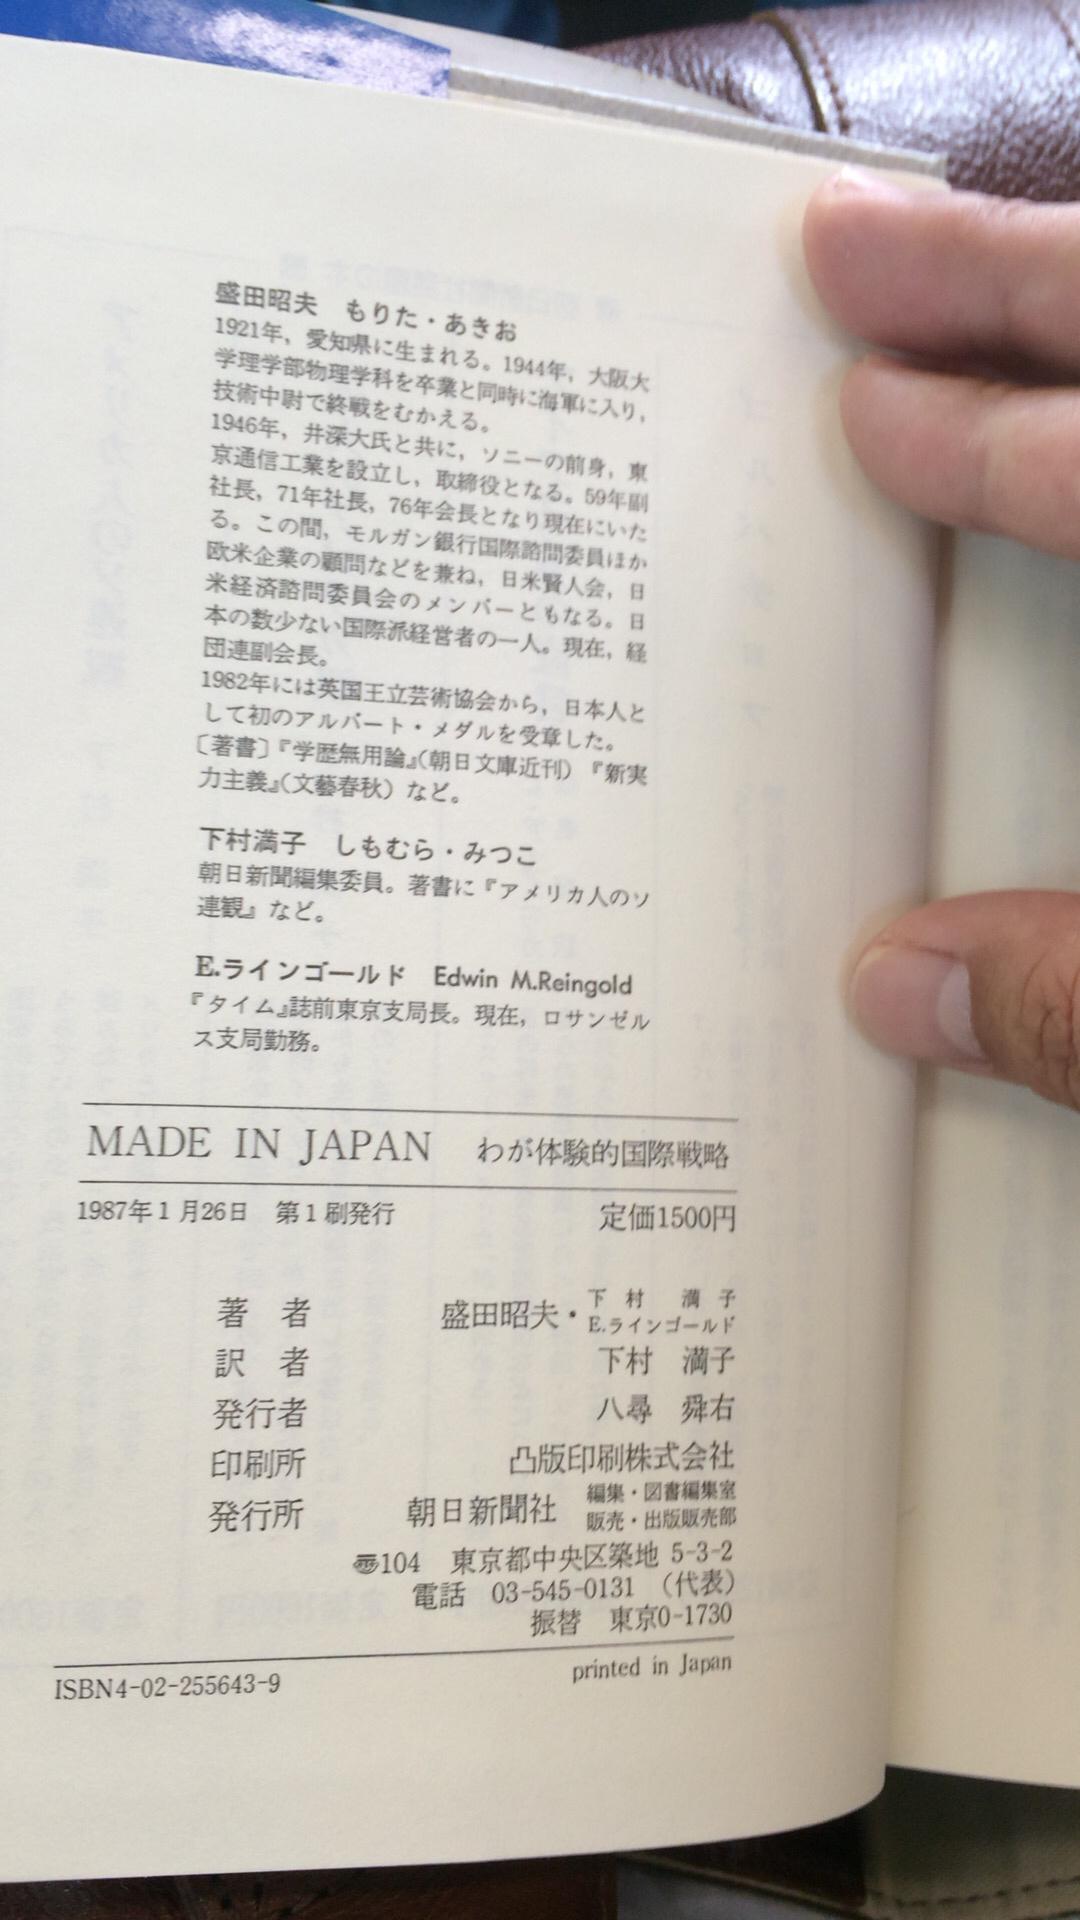 盛田昭夫　もりた・あきお
1921年，愛知県に生まれる。1944年，大阪大
学理学部物理学科を卒業と同時に海軍に入り，
技術中尉で終戦をむかえる。
1946年，井深大氏と共に，ソニーの前身，東
京通信工業を設立し，取締役となる。59年副
社長，71年社長，76年会長となり現在にいた
る。この間，モルガン銀行国際諮問委員ほか
欧米企業の顧問などを兼ね，日米賢人会，日
米経済諮問委員会のメンバーともなる。日
本の数少ない国際派経営者の一人。現在，経
団連副会長。
1982年には英国王立芸術協会から，日本人と
して初のアルバート・メダルを受章した。
〔著書〕『学歴無用論』（朝日文庫近刊）『新実
力主義』（文藝春秋）など。
下村満子　しもむら・みつこ
朝日新聞編集委員。著書に『アメリカ人のソ
連観』など。
E.ラインゴールド　Edwin M.Reingold
『タイム』誌前東京支局長。現在，ロサンゼル
ス支局勤務。
MADE IN JAPAN　わが体験的国際戦略
1987年1月26日　第1刷発行　定価1500円
著　者　盛田昭夫・下村　満子
E.ラインゴールド
訳　者　下村　満子
発行者　八尋　舜右
印刷所　凸版印刷株式会社
発行所　朝日新聞社　編集・図書編集室
販売・出版販売部
〠104　東京都中央区築地 5-3-2
電話　03-545-0131　（代表）
振替　東京0-1730
ISBN4-02-255643-9　printed in Japan